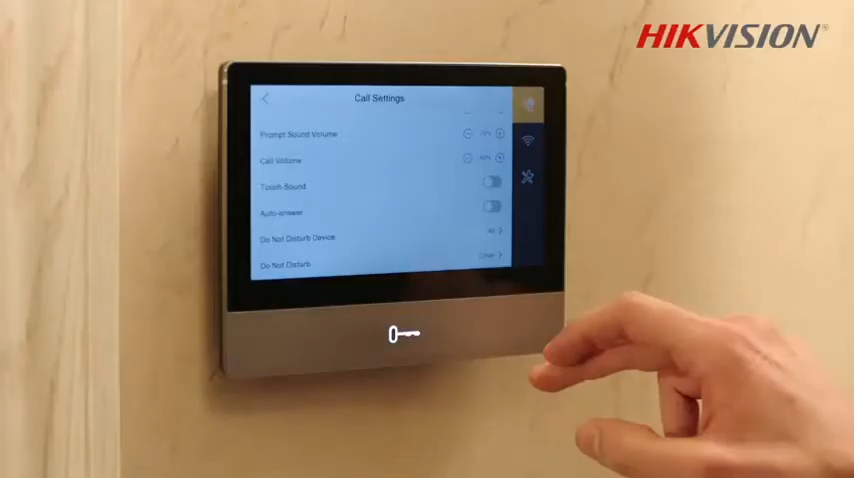 HIKVISION®
Call Settings
Prompt Sound Volume
Call Volume
Touch Sound
Auto-answer
Do Not Disturb Device
All
Do Not Disturb
Close